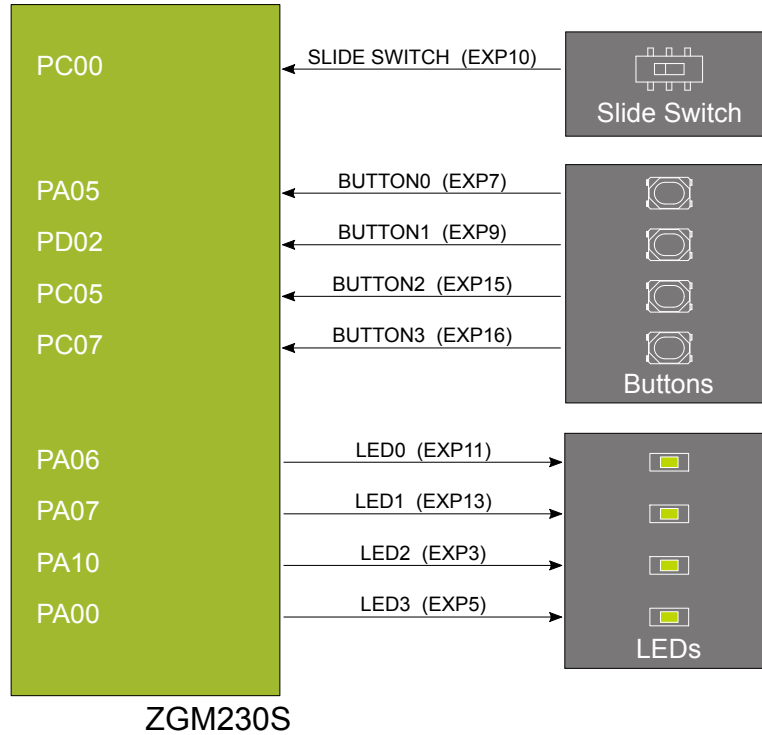 PC00 SLIDE SWITCH (EXP10)
Slide Switch
PA05 BUTTON0 (EXP7)
PD02 BUTTON1 (EXP9)
PC05 BUTTON2 (EXP15)
PC07 BUTTON3 (EXP16)
Buttons
PA06 LED0 (EXP11)
PA07 LED1 (EXP13)
PA10 LED2 (EXP3)
PA00 LED3 (EXP5)
LEDs
ZGM230S